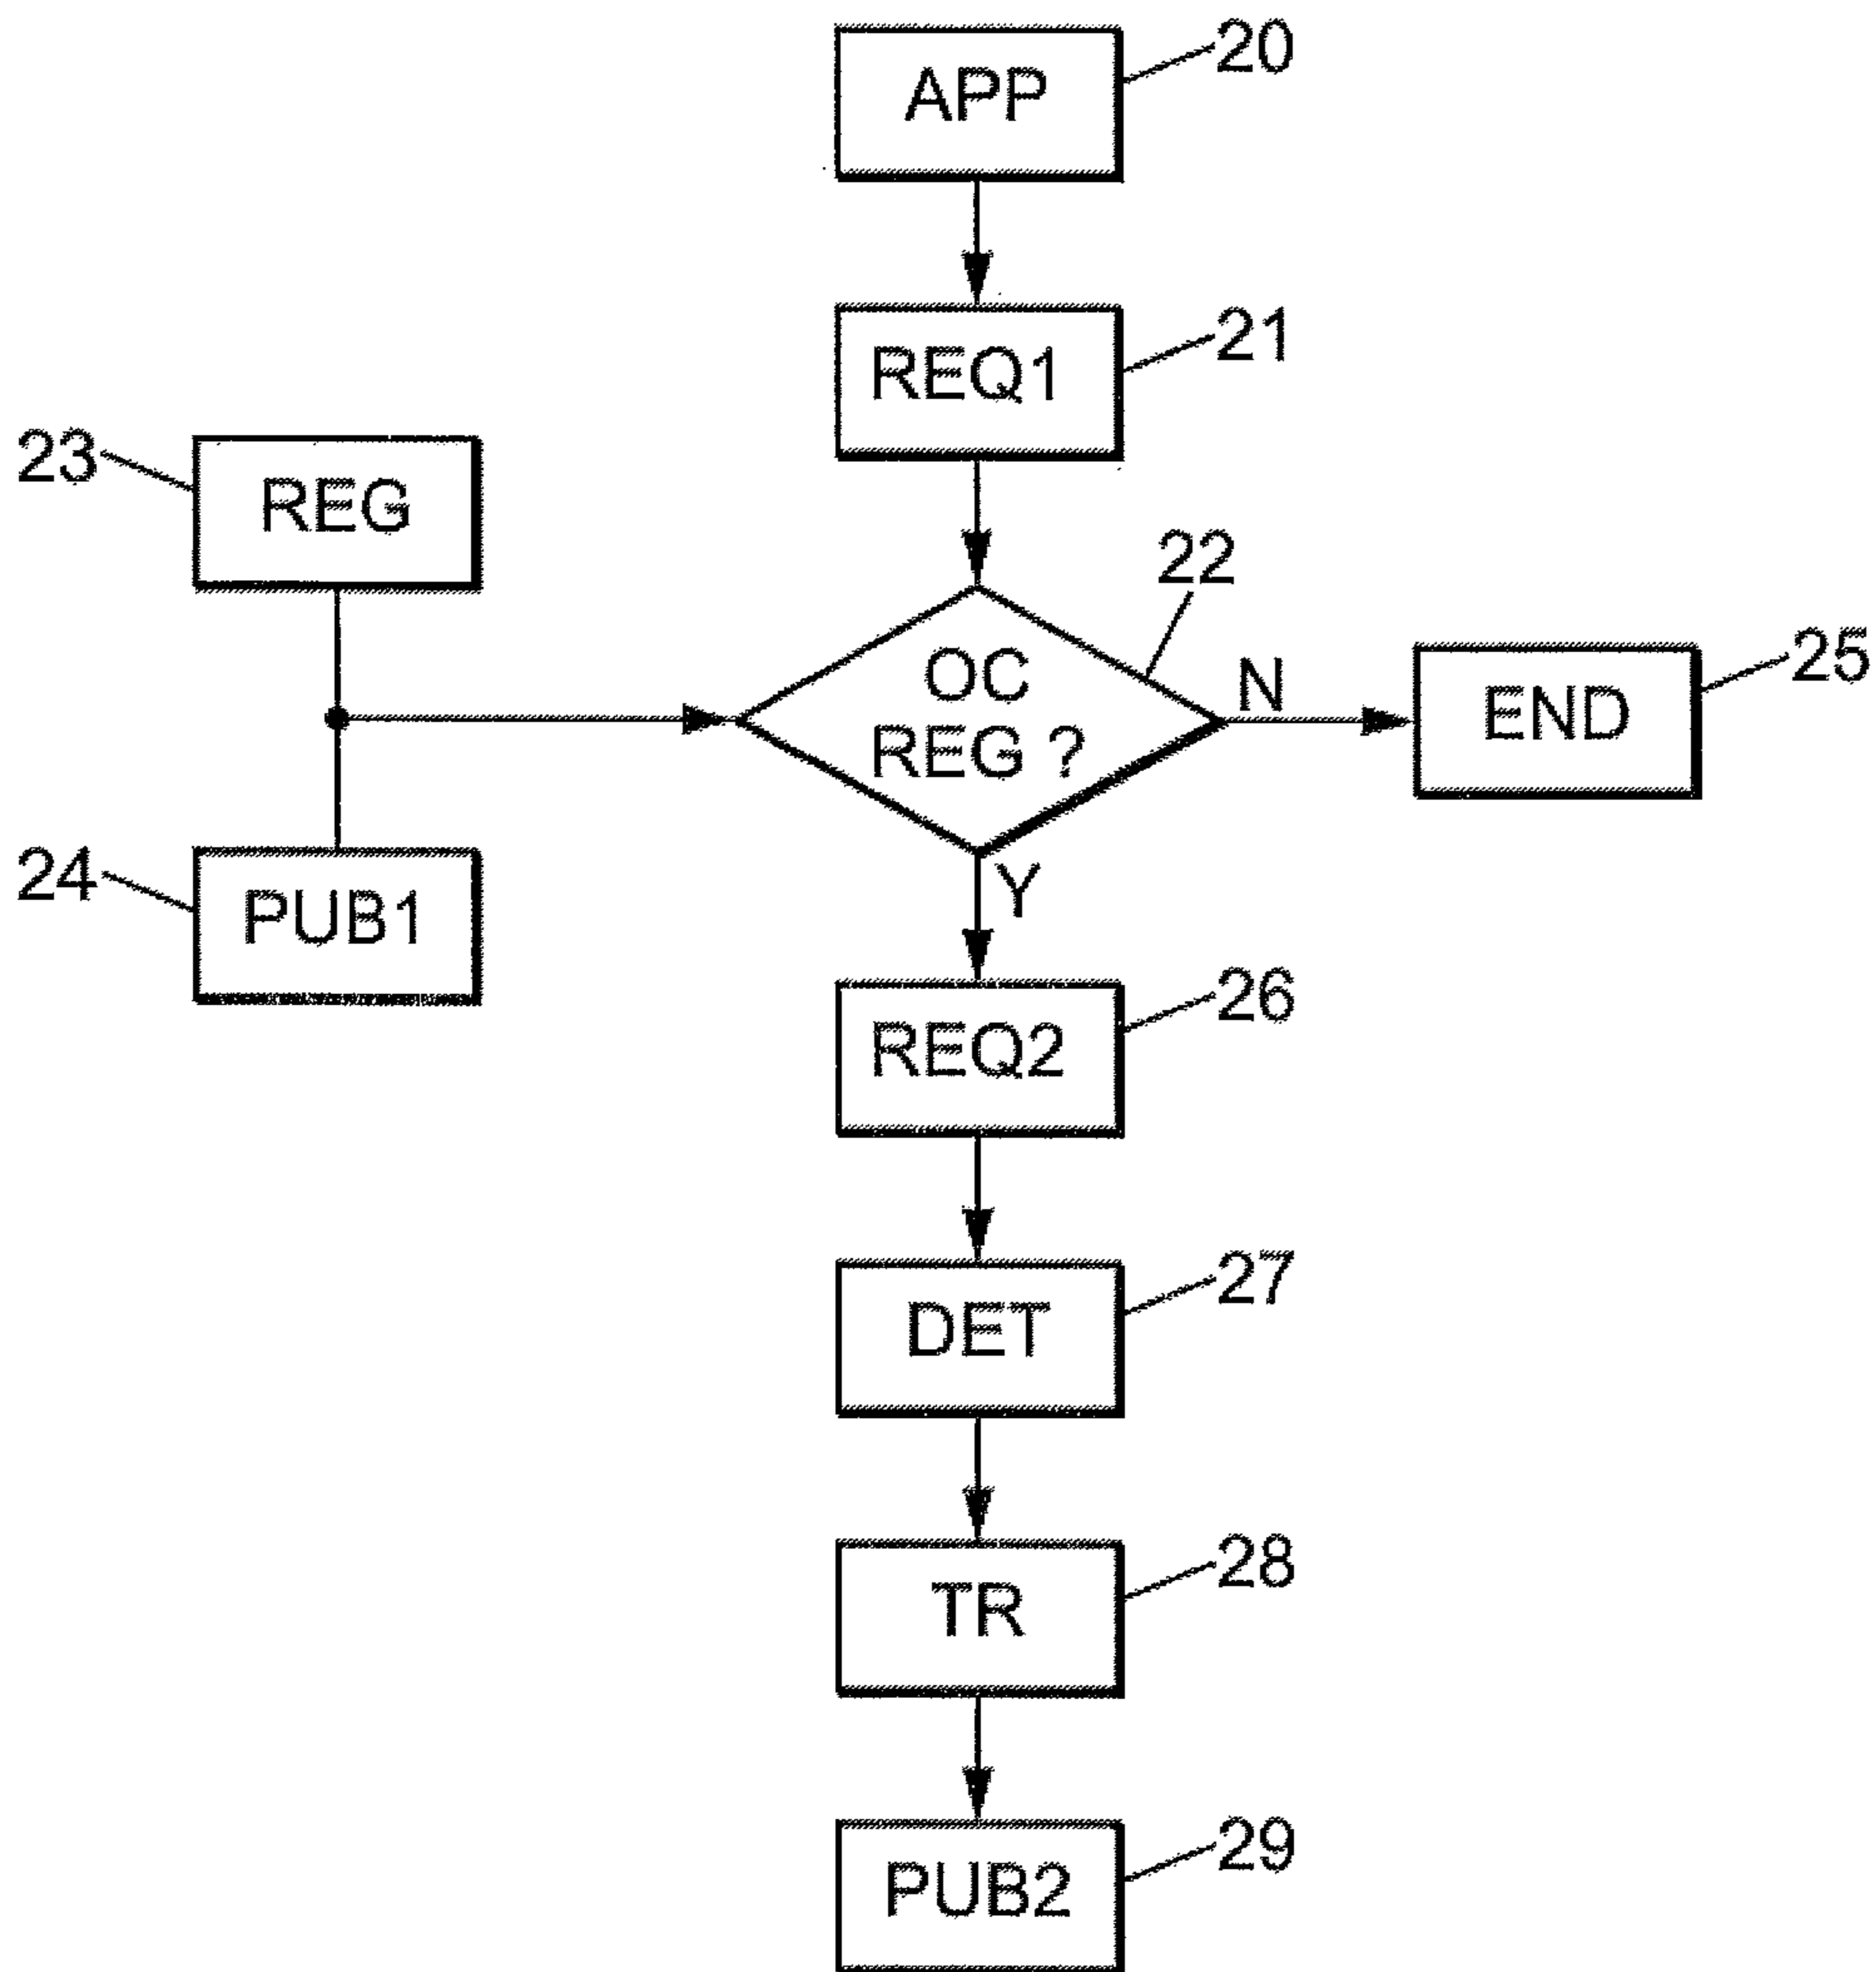 20
APP
21
REQ1
23
REG
22
OC
REG ?
N
25
END
24
PUB1
Y
26
REQ2
27
DET
28
TR
29
PUB2